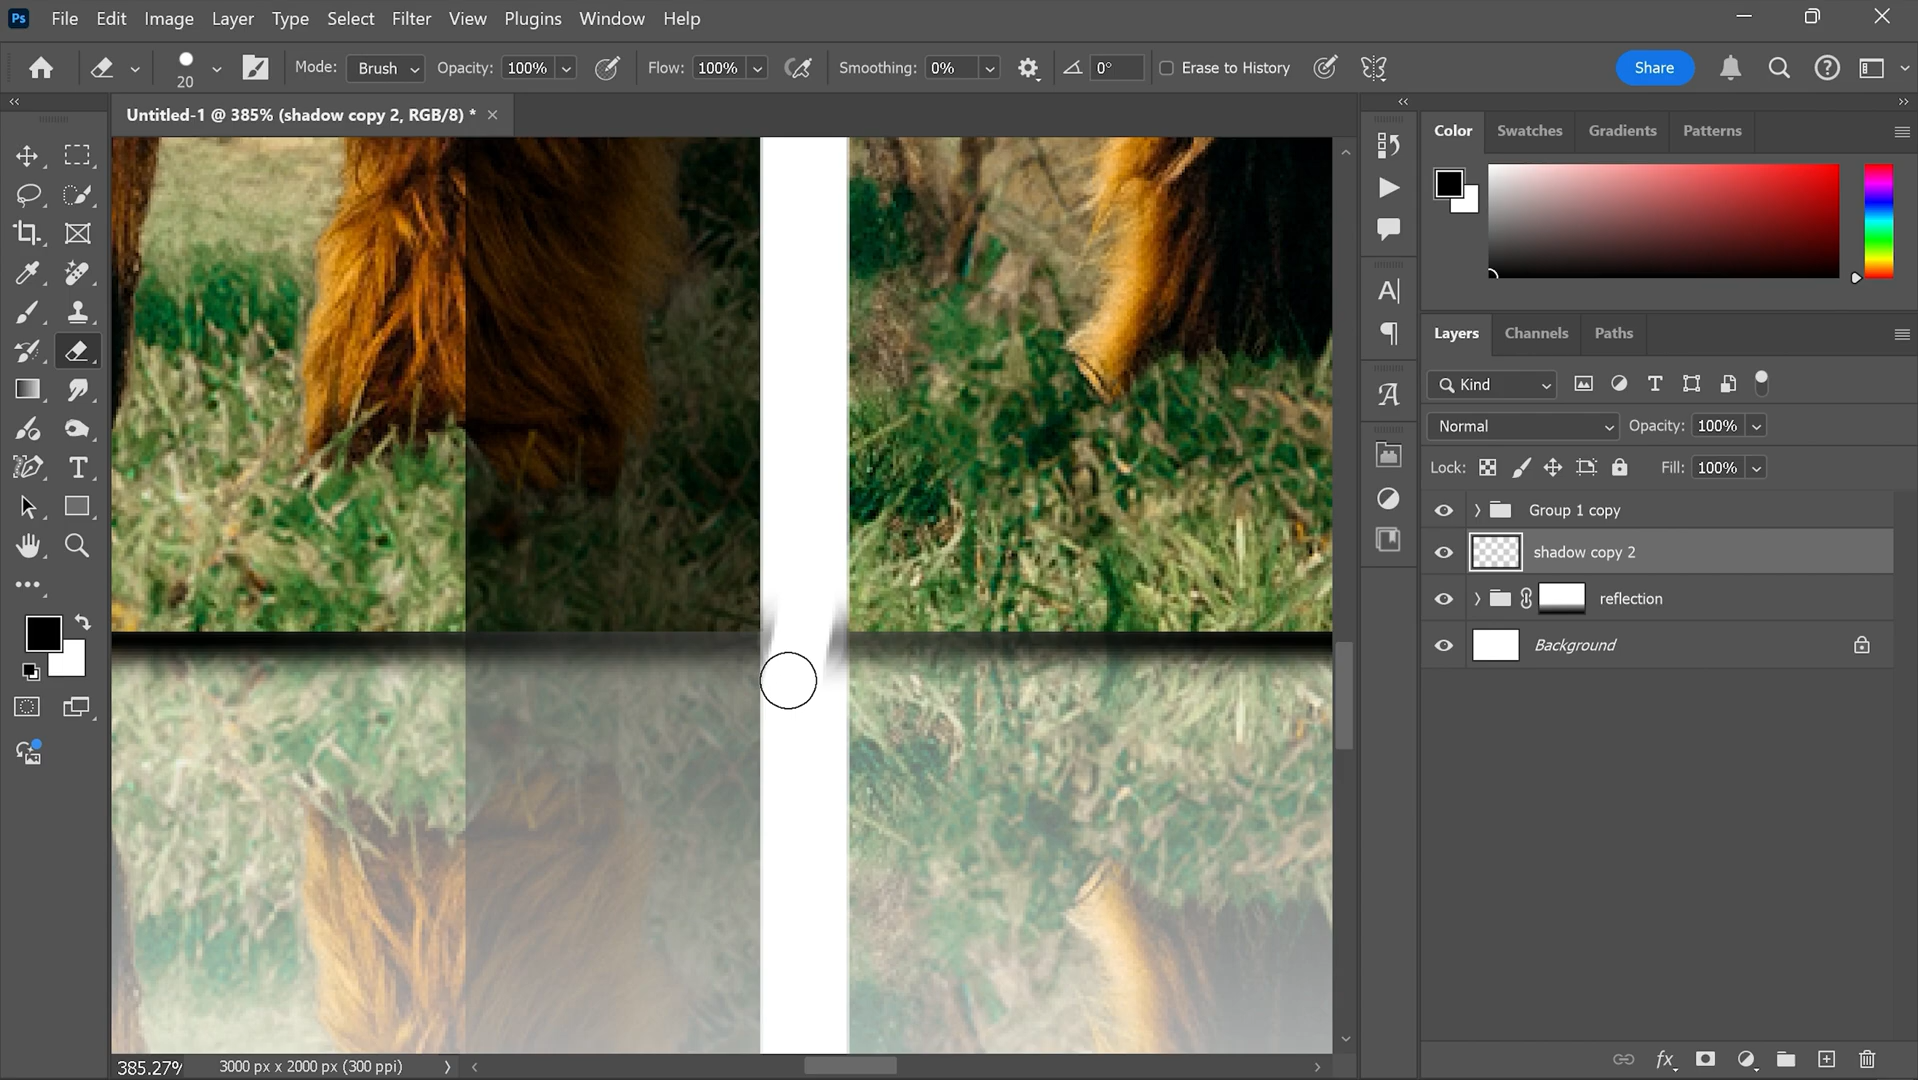 Ps File Edit Image Layer Type Select Filter View Plugins Window Help
20 Mode: Brush Opacity: 100% Flow: 100% Smoothing: 0% 0° Erase to History Share
Untitled-1 @ 385% (shadow copy 2, RGB/8) *
Color Swatches Gradients Patterns
Layers Channels Paths
Kind
Normal Opacity: 100%
Lock: Fill: 100%
Group 1 copy
shadow copy 2
reflection
Background
385.27% 3000 px x 2000 px (300 ppi)